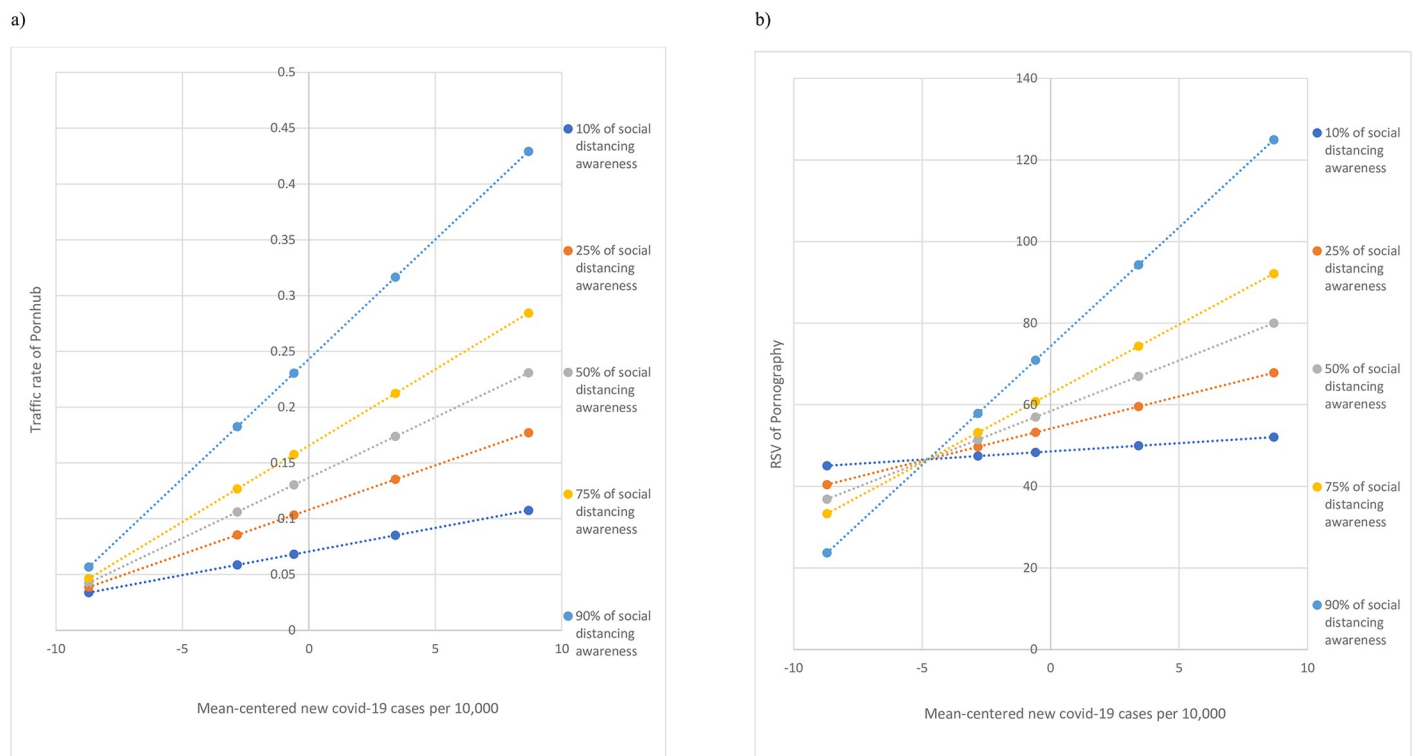 a)
0.5
0.45
0.4
0.35
0.3
0.25
0.2
0.15
0.1
0.05
0
-10
-5
0
5
10
Traffic rate of Pornhub
Mean-centered new covid-19 cases per 10,000
10% of social
distancing
awareness
25% of social
distancing
awareness
50% of social
distancing
awareness
75% of social
distancing
awareness
90% of social
distancing
awareness
b)
140
120
100
80
60
40
20
0
-10
-5
0
5
10
RSV of Pornography
Mean-centered new covid-19 cases per 10,000
10% of social
distancing
awareness
25% of social
distancing
awareness
50% of social
distancing
awareness
75% of social
distancing
awareness
90% of social
distancing
awareness